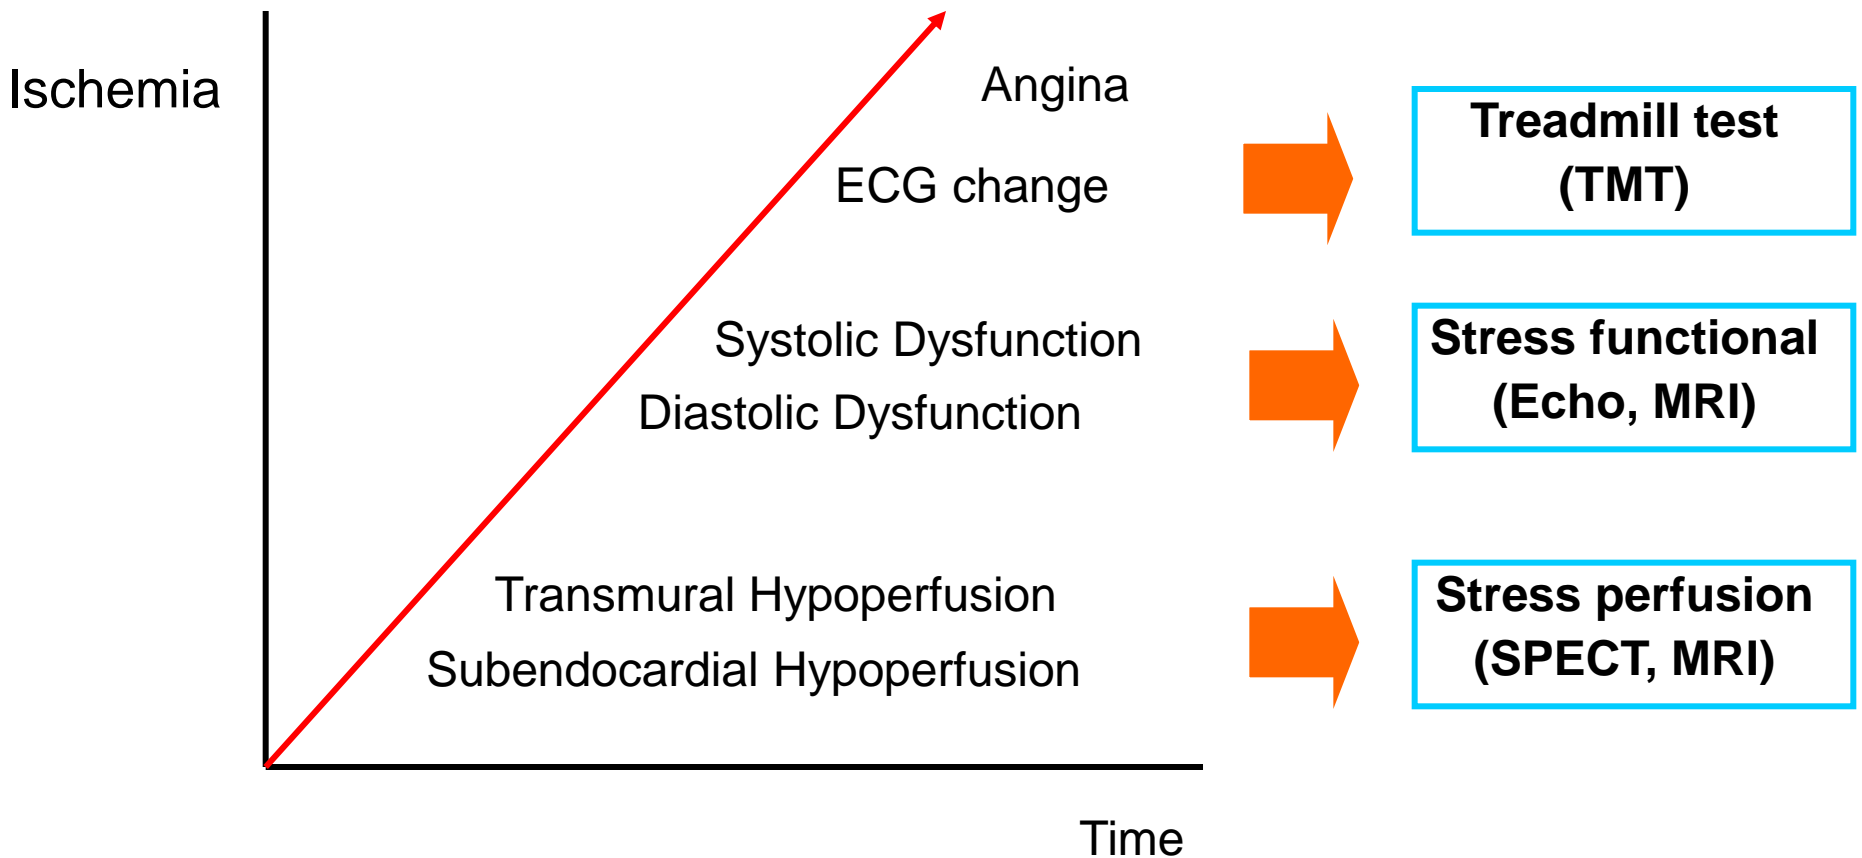 Ischemia
Angina
ECG change
Treadmill test
(TMT)
Systolic Dysfunction
Diastolic Dysfunction
Stress functional
(Echo, MRI)
Transmural Hypoperfusion
Subendocardial Hypoperfusion
Stress perfusion
(SPECT, MRI)
Time